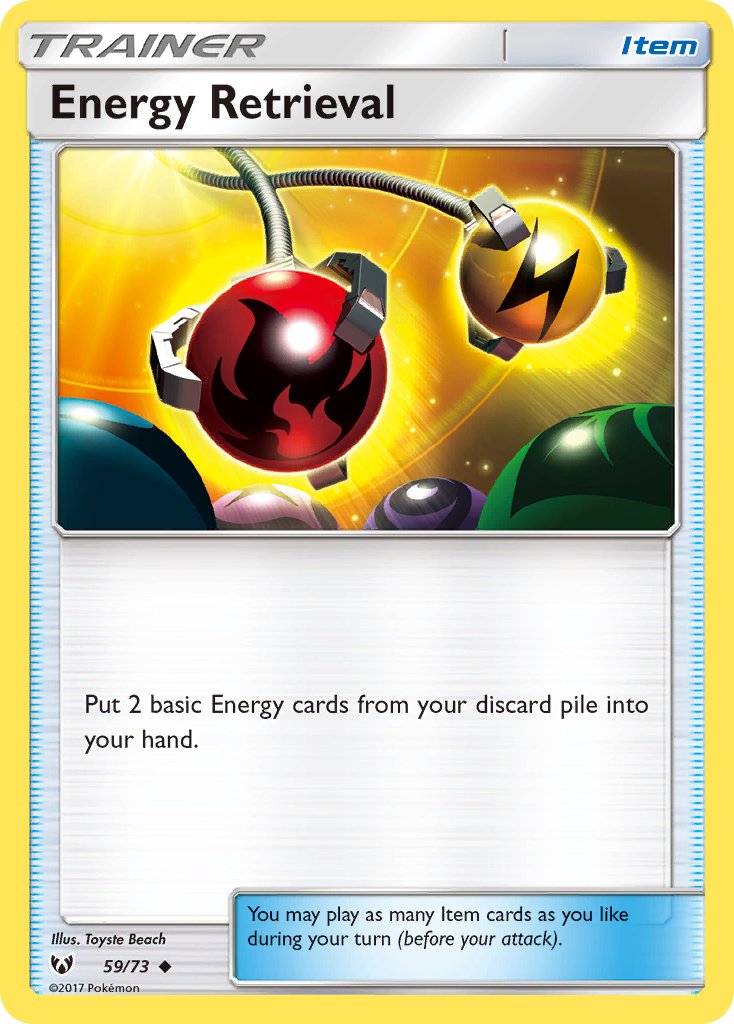 TRAINER
Item
Energy Retrieval
Put 2 basic Energy cards from your discard pile into
your hand.
You may play as many Item cards as you like
during your turn (before your attack).
Illus. Toyste Beach
59/73
©2017 Pokémon